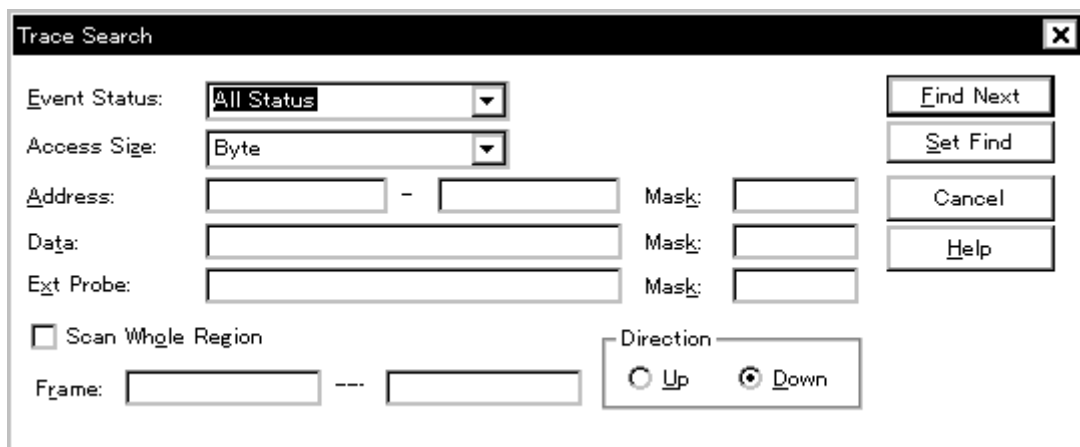 Trace Search
Event Status: All Status Find Next
Access Size: Byte Set Find
Address: - Mask: Cancel
Data: Mask: Help
Ext Probe: Mask:
Scan Whole Region
Direction
Frame: --- Up Down